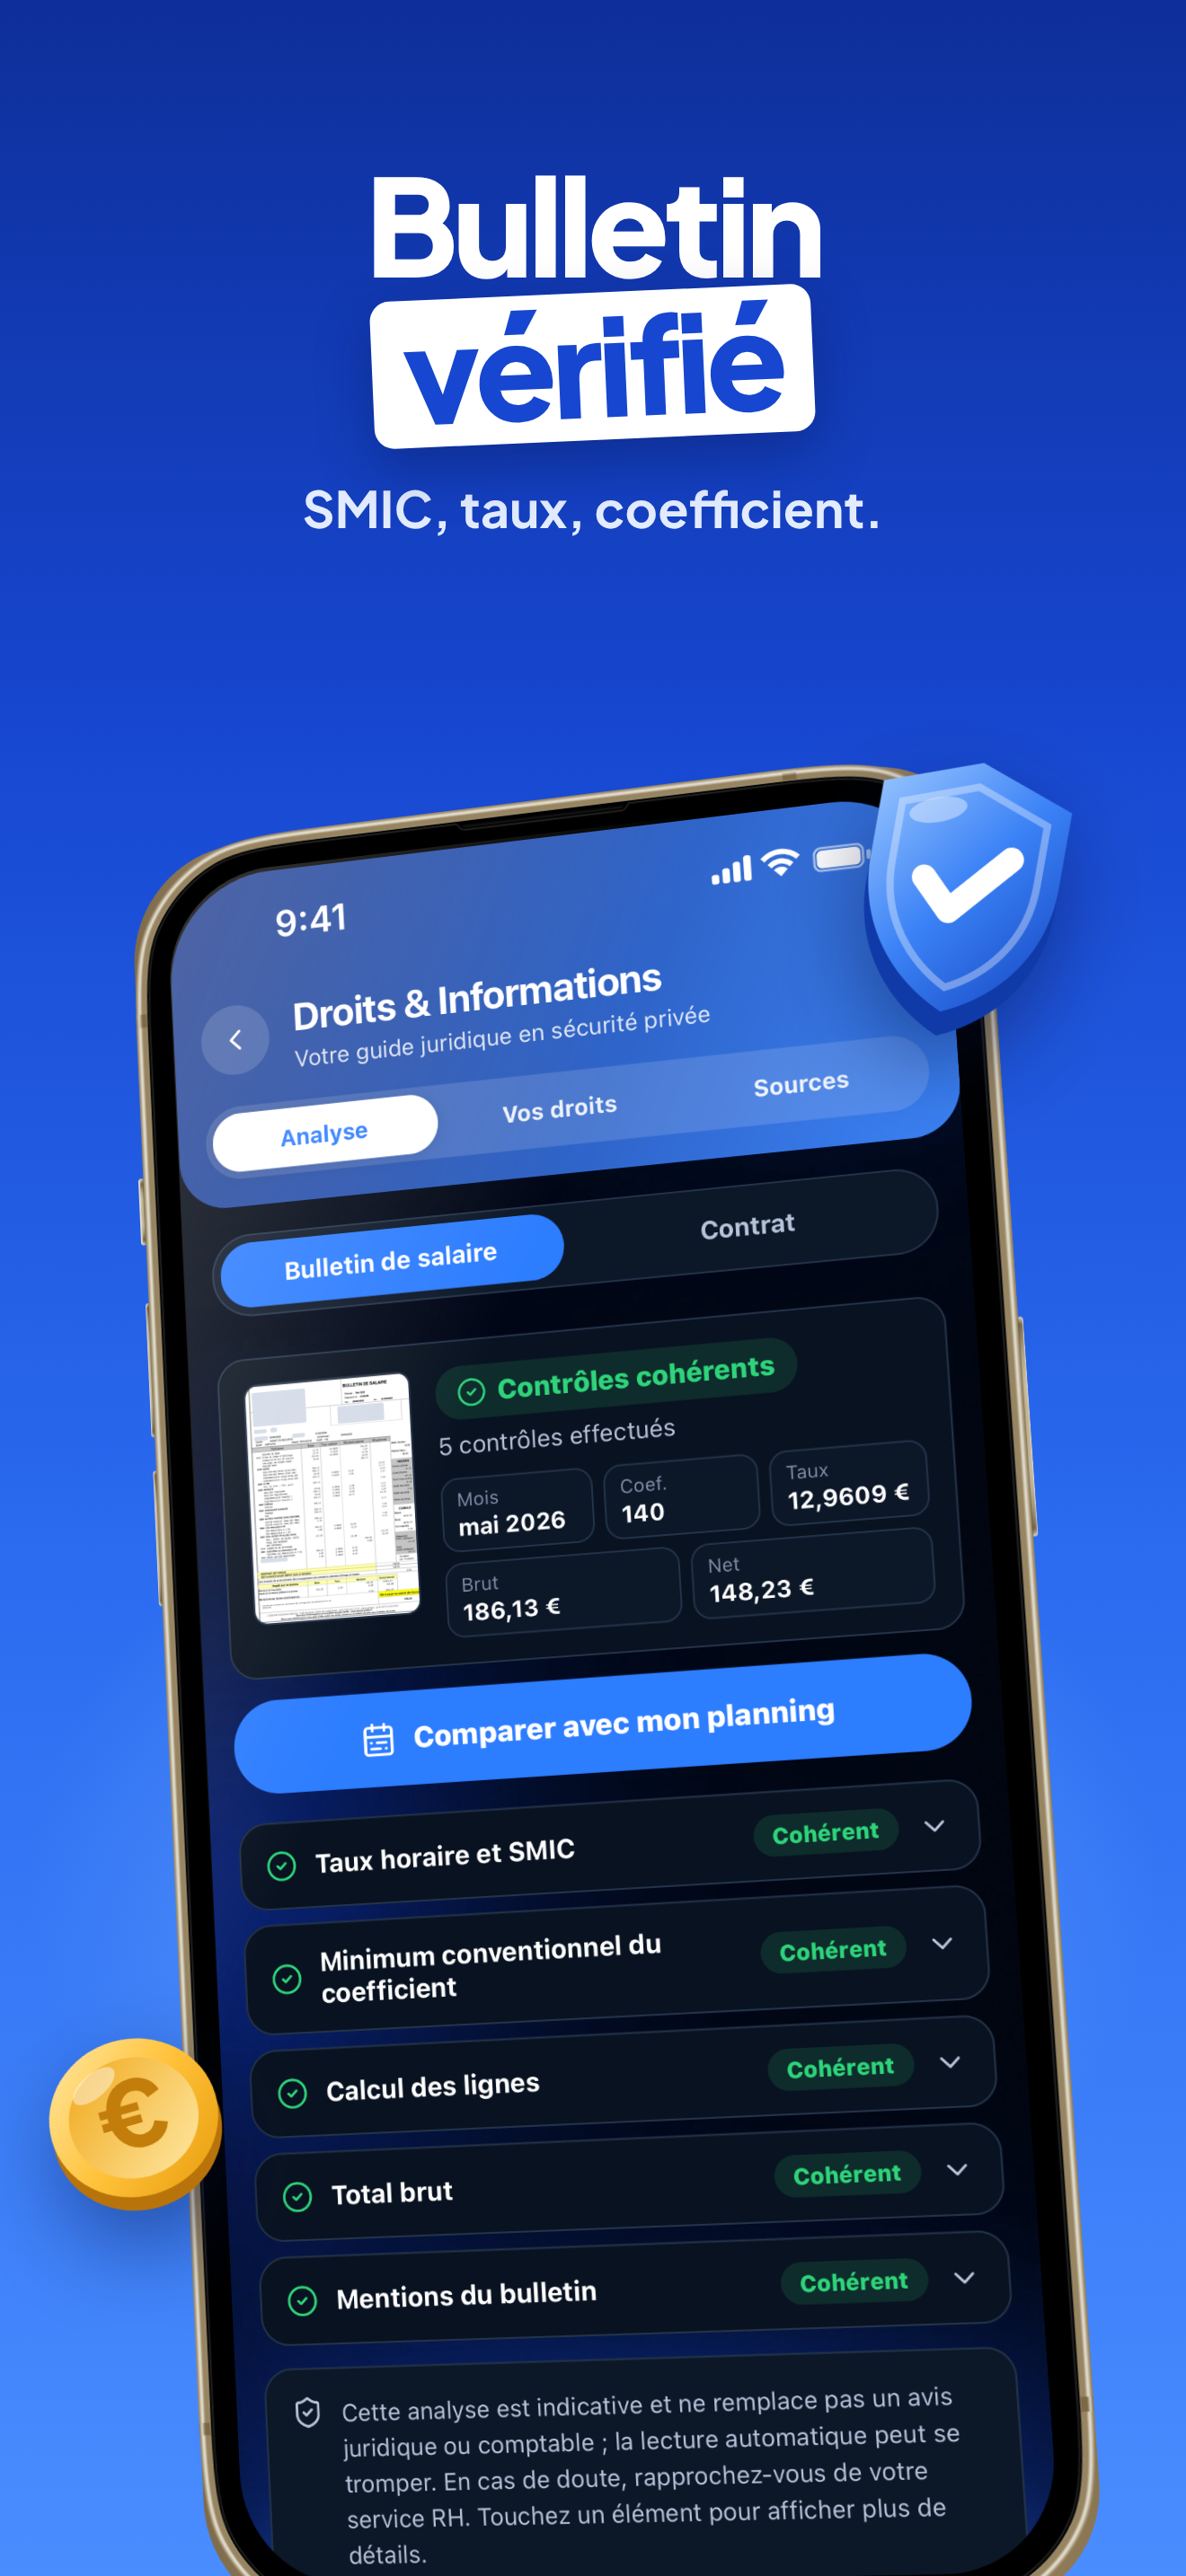 Bulletin
vérifié
SMIC, taux, coefficient.
9:41
Droits & Informations
Votre guide juridique en sécurité privée
Analyse
Vos droits
Sources
Bulletin de salaire
Contrat
BULLETIN DE SALAIRE
Contrôles cohérents
5 contrôles effectués
Mois
mai 2026
Coef.
140
Taux
12,9609 €
Brut
186,13 €
Net
148,23 €
Comparer avec mon planning
Taux horaire et SMIC
Cohérent
Minimum conventionnel du
coefficient
Cohérent
Calcul des lignes
Cohérent
Total brut
Cohérent
Mentions du bulletin
Cohérent
Cette analyse est indicative et ne remplace pas un avis
juridique ou comptable ; la lecture automatique peut se
tromper. En cas de doute, rapprochez-vous de votre
service RH. Touchez un élément pour afficher plus de
détails.
€